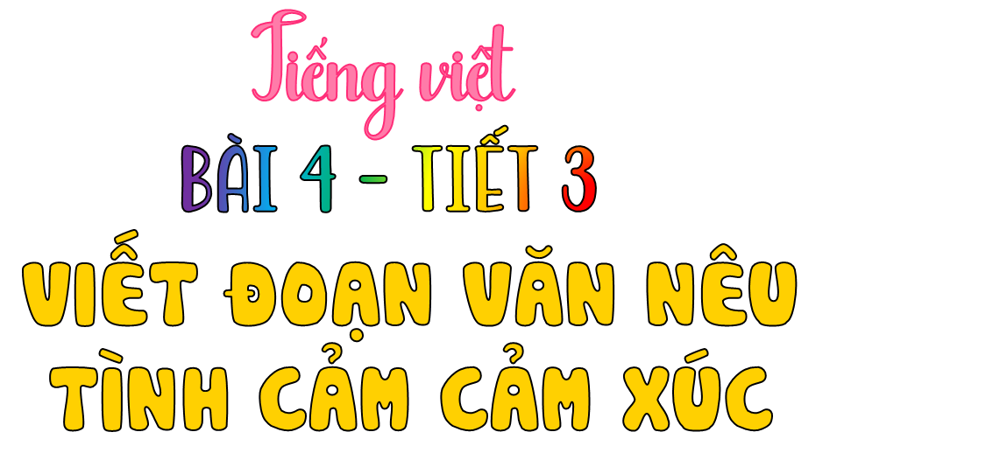 Tiếng việt
BÀI 4 - TIẾT 3
VIẾT ĐOẠN VĂN NÊU
TÌNH CẢM CẢM XÚC